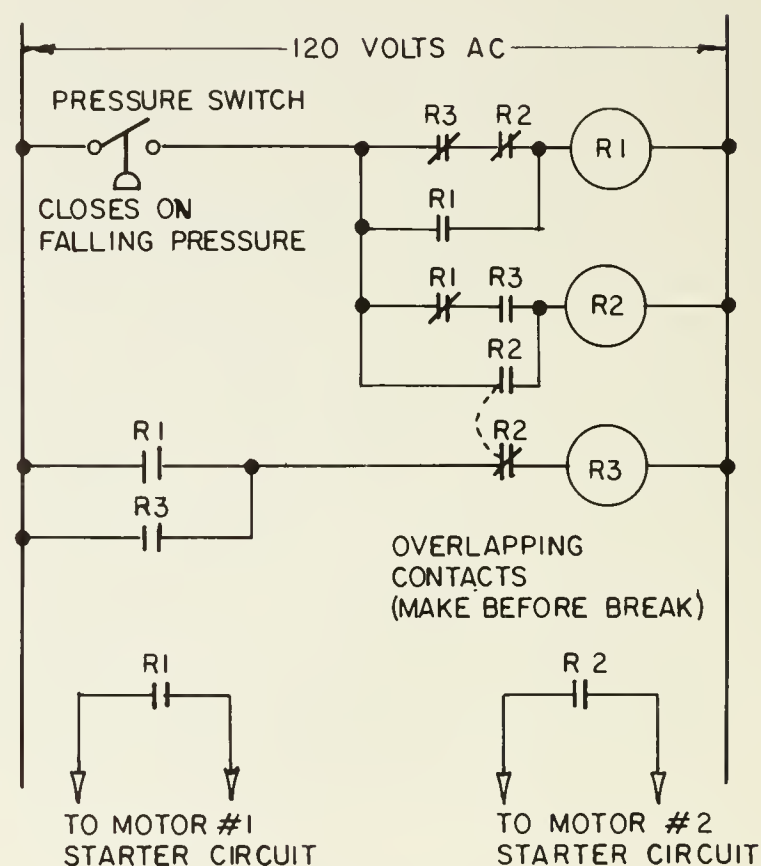 120 VOLTS AC
PRESSURE SWITCH
R3
R2
R1
CLOSES ON
FALLING PRESSURE
R1
R1
R3
R2
R2
R1
R2
R3
R3
OVERLAPPING
CONTACTS
(MAKE BEFORE BREAK)
R1
R 2
TO MOTOR #1
STARTER CIRCUIT
TO MOTOR #2
STARTER CIRCUIT